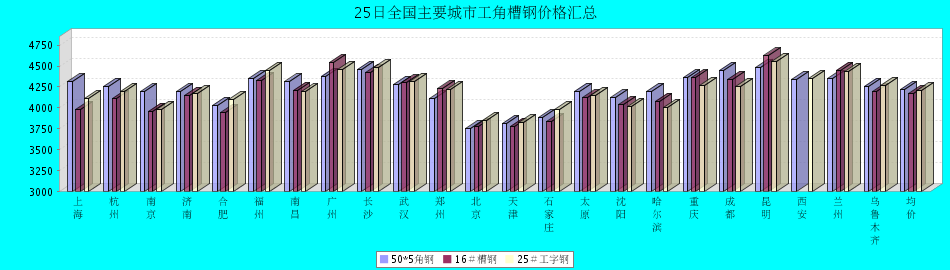 25日全国主要城市工角槽钢价格汇总
4750
4500
4250
4000
3750
3500
3250
3000
上海 杭州 南京 济南 合肥 福州 南昌 广州 长沙 武汉 郑州 北京 天津 石家庄 太原 沈阳 哈尔滨 重庆 成都 昆明 西安 兰州 乌鲁木齐 均价
50*5角钢 16#槽钢 25#工字钢